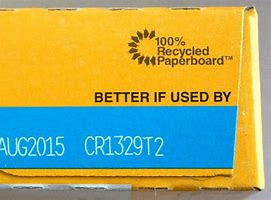 100%
Recycled
Paperboard™
BETTER IF USED BY
AUG2015 CR1329T2